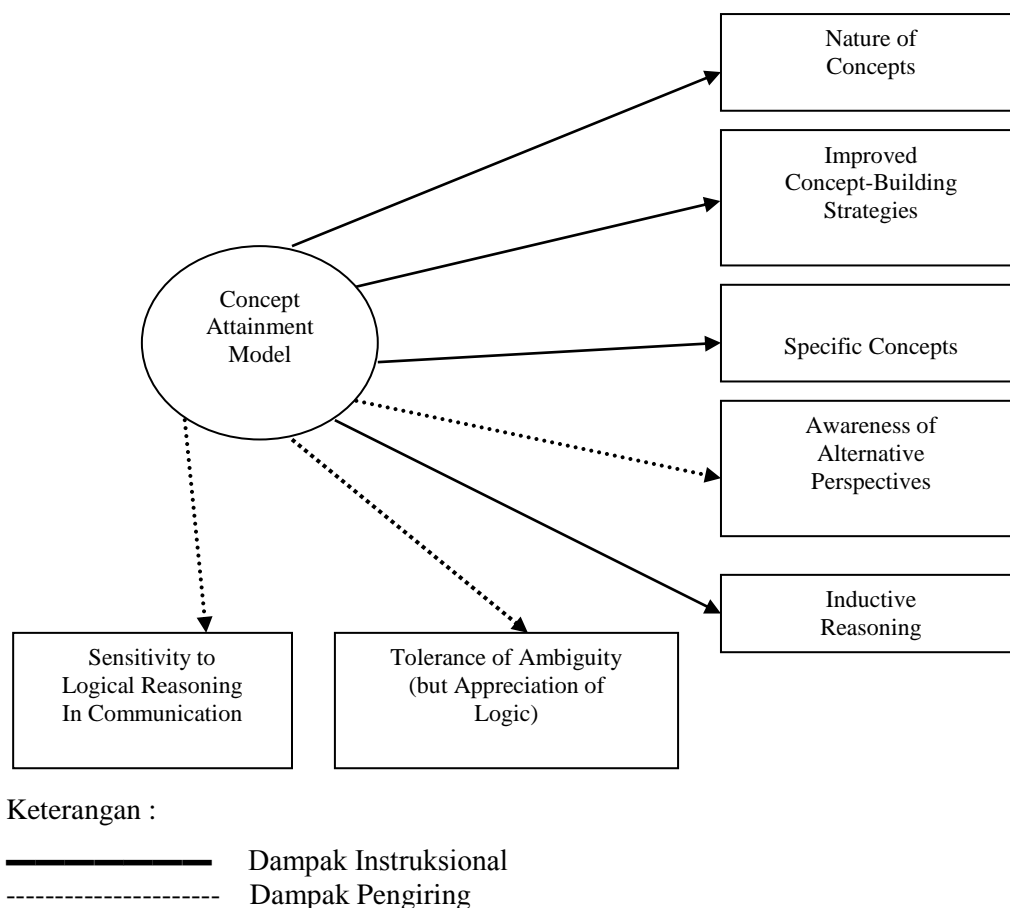 Nature of
Concepts
Improved
Concept-Building
Strategies
Concept
Attainment
Model
Specific Concepts
Awareness of
Alternative
Perspectives
Inductive
Reasoning
Sensitivity to
Logical Reasoning
In Communication
Tolerance of Ambiguity
(but Appreciation of
Logic)
Keterangan :
Dampak Instruksional
Dampak Pengiring